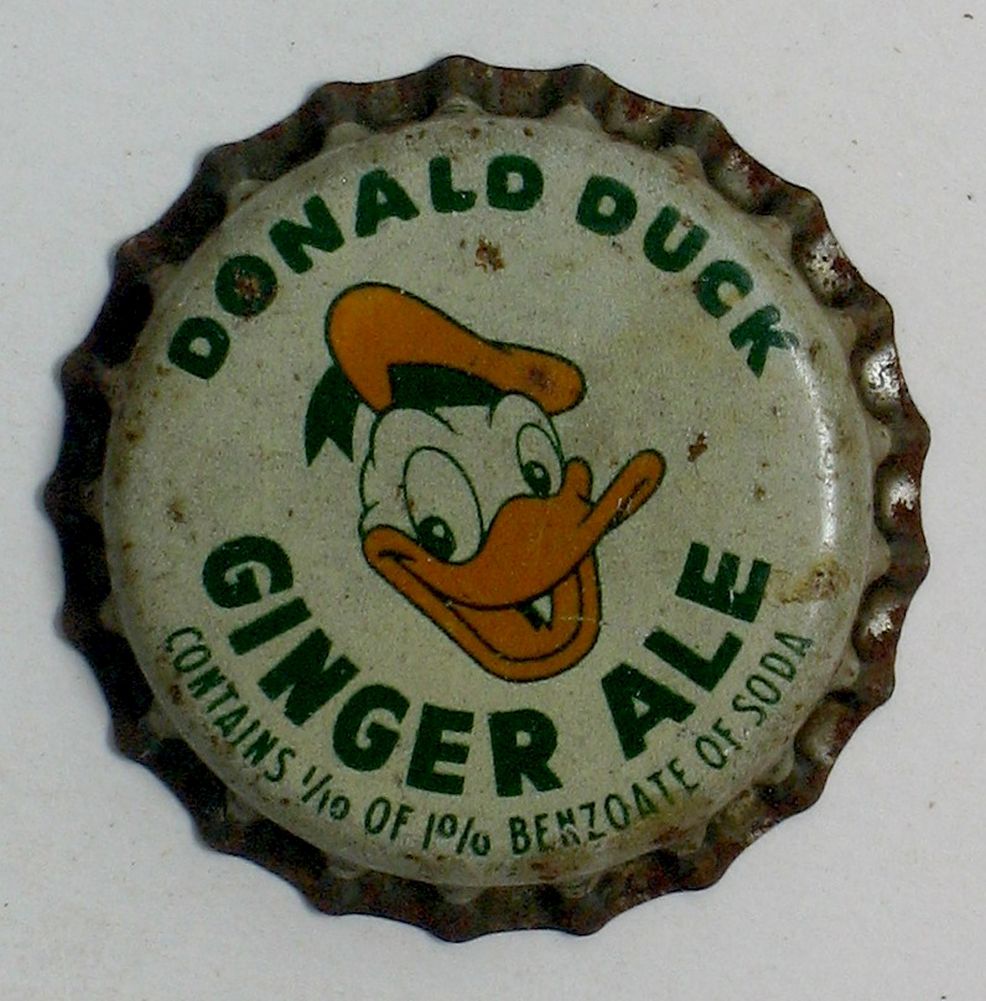 DONALD DUCK
GINGER ALE
CONTAINS 1/10 OF 1% BENZOATE OF SODA